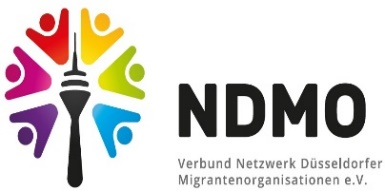 NDMO
Verbund Netzwerk Düsseldorfer
Migrantenorganisationen e.V.